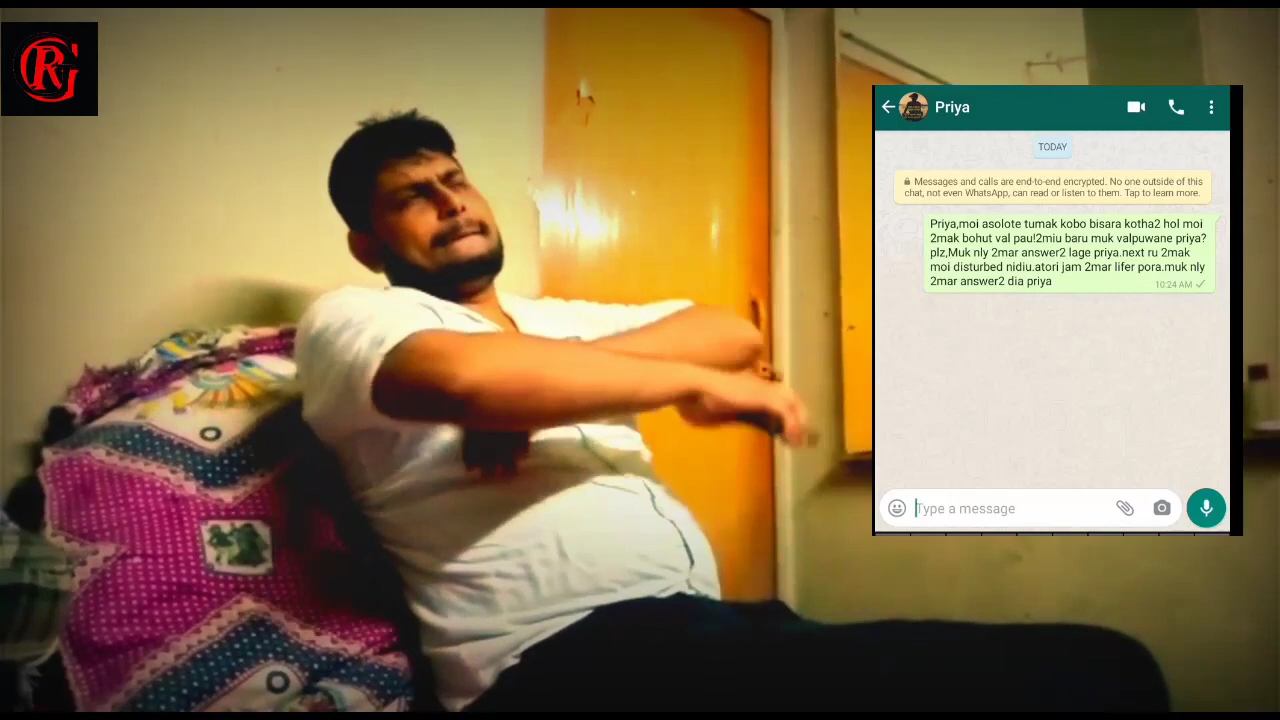 RG
Priya
TODAY
Messages and calls are end-to-end encrypted. No one outside of this
chat, not even WhatsApp, can read or listen to them. Tap to learn more.
Priya,moi asolote tumak kobo bisara kotha2 hol moi
2mak bohut val pau!2miu baru muk valpuwane priya?
plz,Muk nly 2mar answer2 lage priya.next ru 2mak
moi disturbed nidiu.atori jam 2mar lifer pora.muk nly
2mar answer2 dia priya
10:24 AM
Type a message